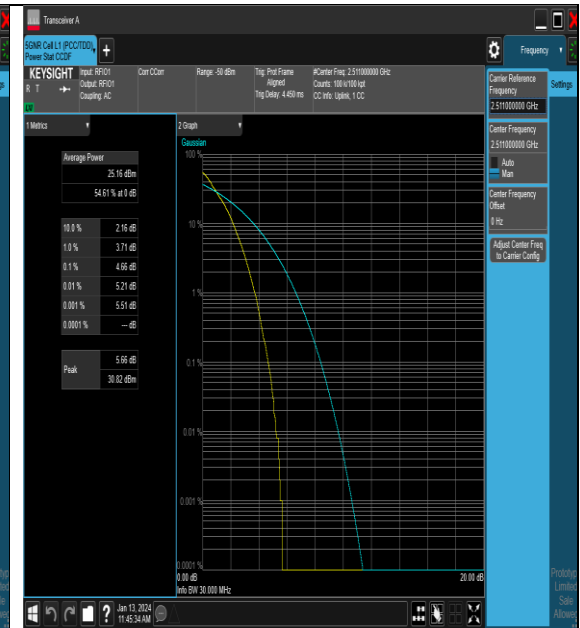 Transceiver A
5GNR Cell L1 (PCC/TDD),
Power Stat CCDF
+
Frequency
KEYSIGHT
R T
LV
Input: RFIO1
Output: RFIO1
Coupling: AC
Corr CCorr
Range: -50 dBm
Trig: Prot Frame
Aligned
Trig Delay: 4.450 ms
#Center Freq: 2.511000000 GHz
Counts: 100 k/100 kpt
CC Info: Uplink, 1 CC
1 Metrics
Average Power
25.16 dBm
54.61 % at 0 dB
10.0 % 2.16 dB
1.0 % 3.71 dB
0.1 % 4.66 dB
0.01 % 5.21 dB
0.001 % 5.51 dB
0.0001 % --- dB
Peak
5.66 dB
30.82 dBm
2 Graph
Gaussian
100 %
10 %
1 %
0.1 %
0.01 %
0.001 %
0.0001 %
0.00 dB
20.00 dB
Info BW 30.000 MHz
Carrier Reference
Frequency
2.511000000 GHz
Center Frequency
2.511000000 GHz
Auto
Man
Center Frequency
Offset
0 Hz
Adjust Center Freq
to Carrier Config
Settings
?
Jan 13, 2024
11:45:34 AM